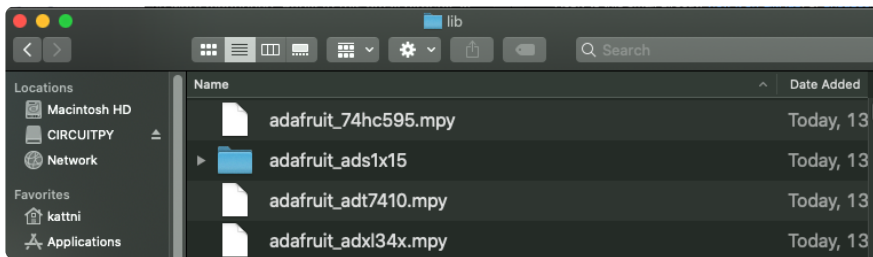 lib
Search
Locations
Macintosh HD
CIRCUITPY
Network
Favorites
kattni
Applications
Name Date Added
adafruit_74hc595.mpy Today, 13
adafruit_ads1x15 Today, 13
adafruit_adt7410.mpy Today, 13
adafruit_adxl34x.mpy Today, 13